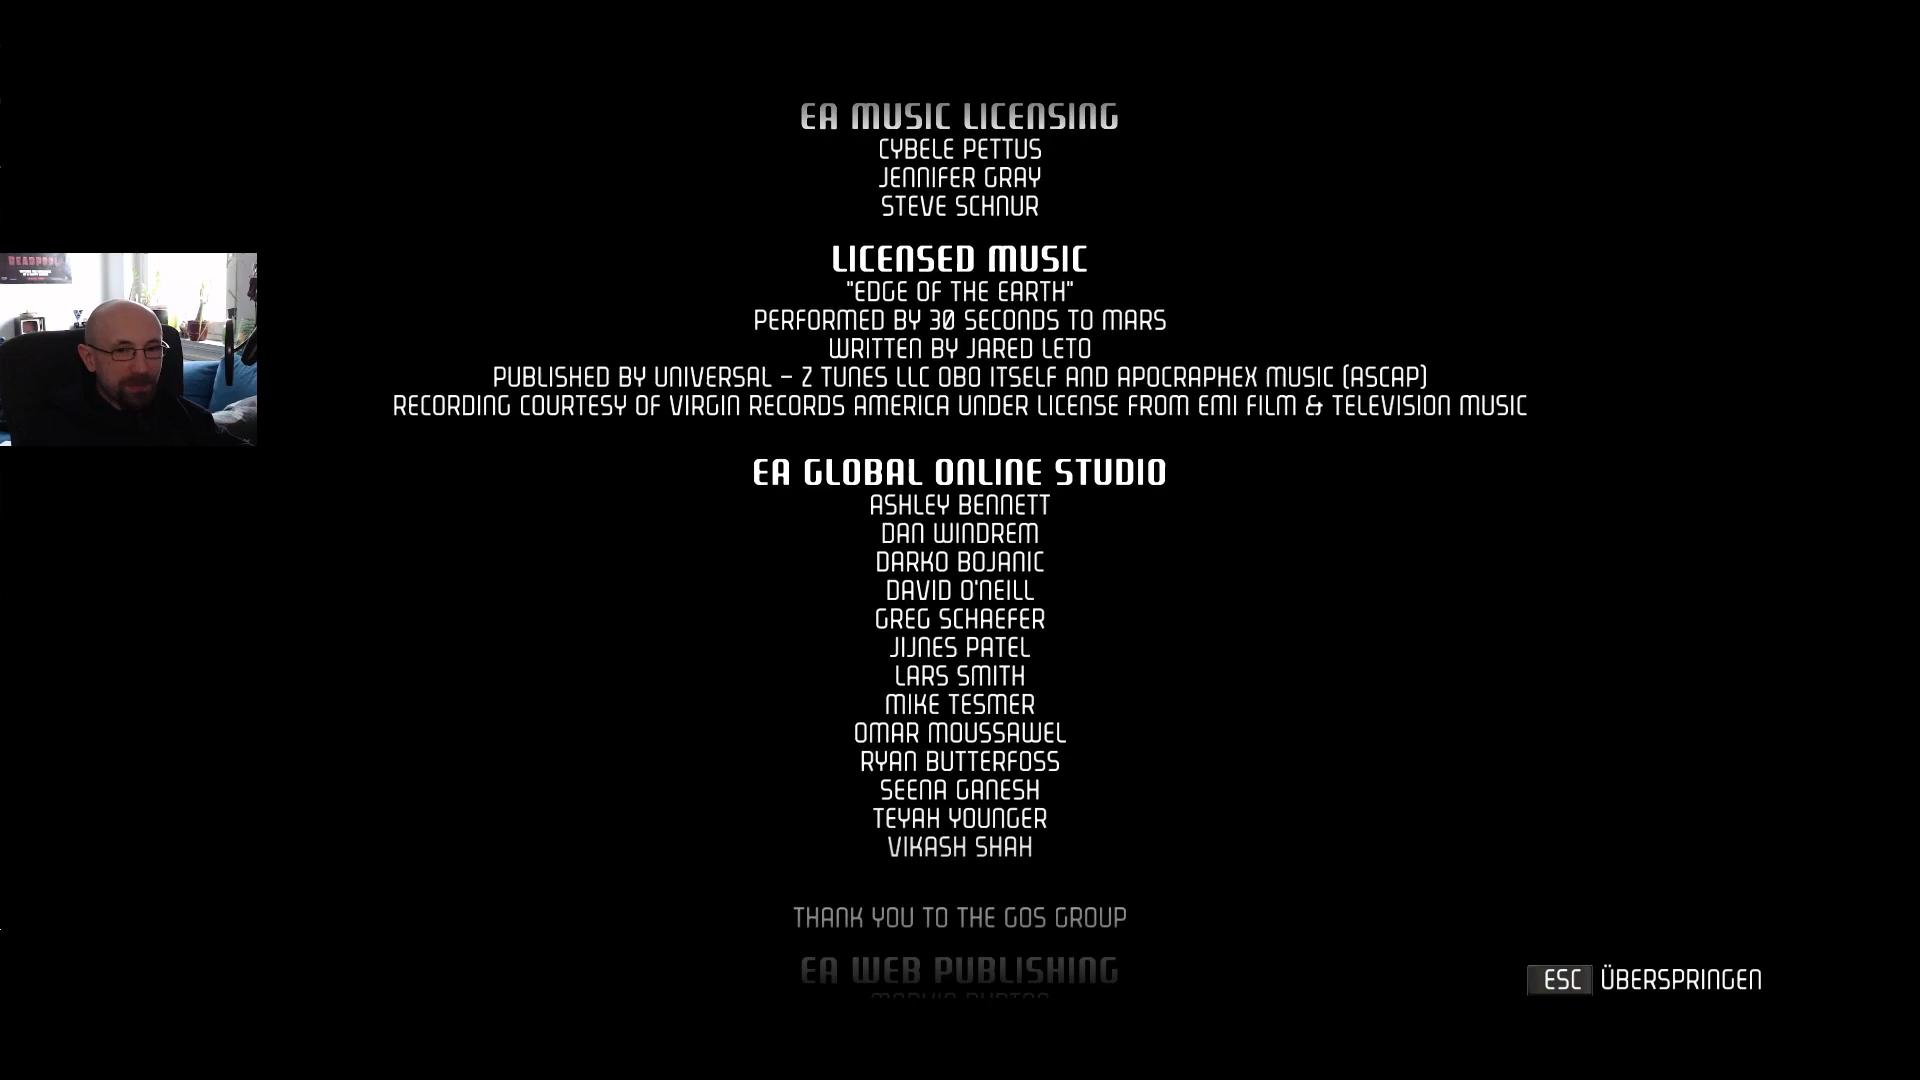 EA MUSIC LICENSING
CYBELE PETTUS
JENNIFER GRAY
STEVE SCHNUR
LICENSED MUSIC
"EDGE OF THE EARTH"
PERFORMED BY 30 SECONDS TO MARS
WRITTEN BY JARED LETO
PUBLISHED BY UNIVERSAL – Z TUNES LLC OBO ITSELF AND APOCRAPHEX MUSIC (ASCAP)
RECORDING COURTESY OF VIRGIN RECORDS AMERICA UNDER LICENSE FROM EMI FILM & TELEVISION MUSIC
DEADPOOL
EA GLOBAL ONLINE STUDIO
ASHLEY BENNETT
DAN WINDREM
DARKO BOJANIC
DAVID O'NEILL
GREG SCHAEFER
JIJNES PATEL
LARS SMITH
MIKE TESMER
OMAR MOUSSAWEL
RYAN BUTTERFOSS
SEENA GANESH
TEYAH YOUNGER
VIKASH SHAH
THANK YOU TO THE GOS GROUP
EA WEB PUBLISHING
ESC ÜBERSPRINGEN